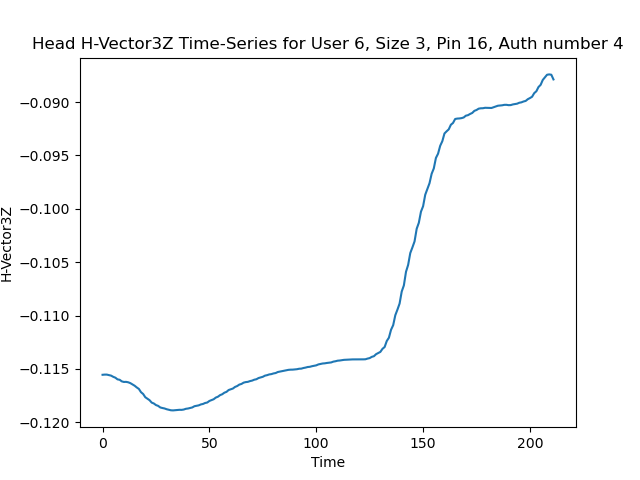 Head H-Vector3Z Time-Series for User 6, Size 3, Pin 16, Auth number 4
H-Vector3Z
−0.090
−0.095
−0.100
−0.105
−0.110
−0.115
−0.120
0 50 100 150 200
Time